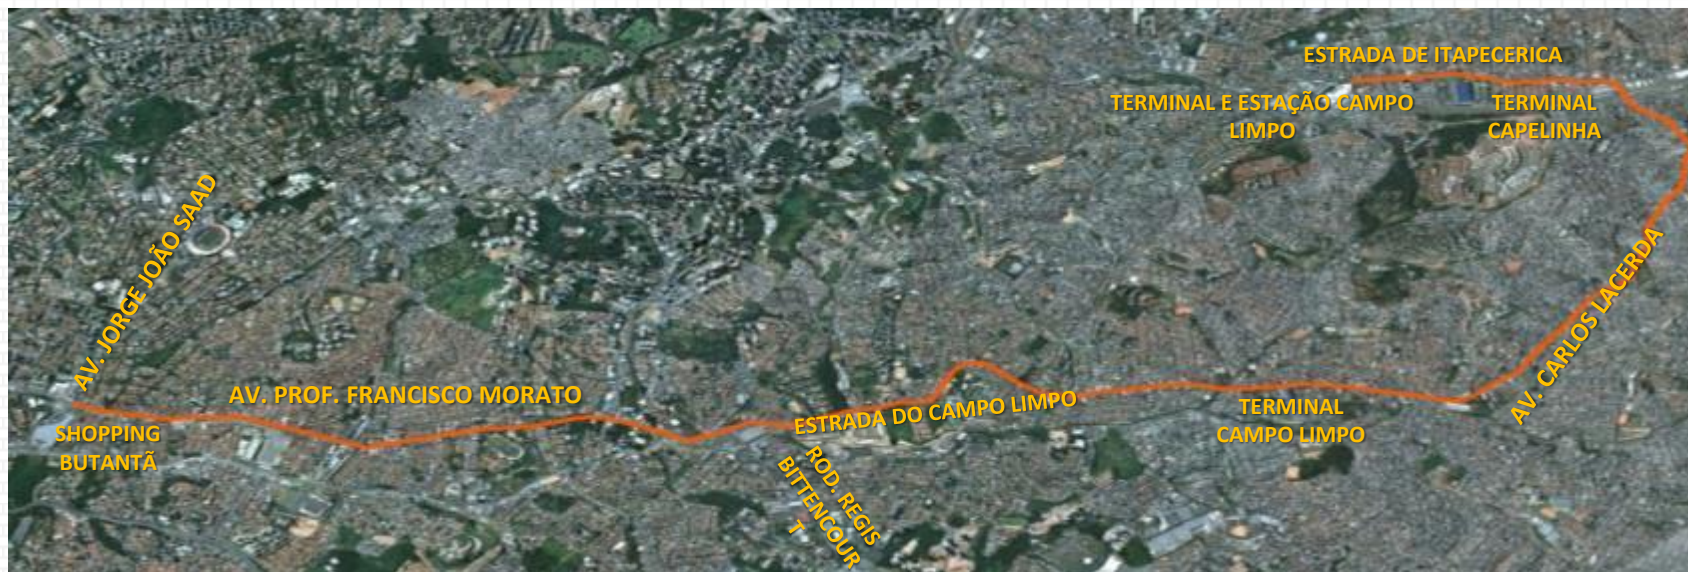 ESTRADA DE ITAPECERICA
TERMINAL E ESTAÇÃO CAMPO
LIMPO
TERMINAL
CAPELINHA
AV. JORGE JOÃO SAAD
AV. CARLOS LACERDA
AV. PROF. FRANCISCO MORATO
ESTRADA DO CAMPO LIMPO
TERMINAL
CAMPO LIMPO
SHOPPING
BUTANTÃ
ROD. REGIS
BITTENCOUR
T